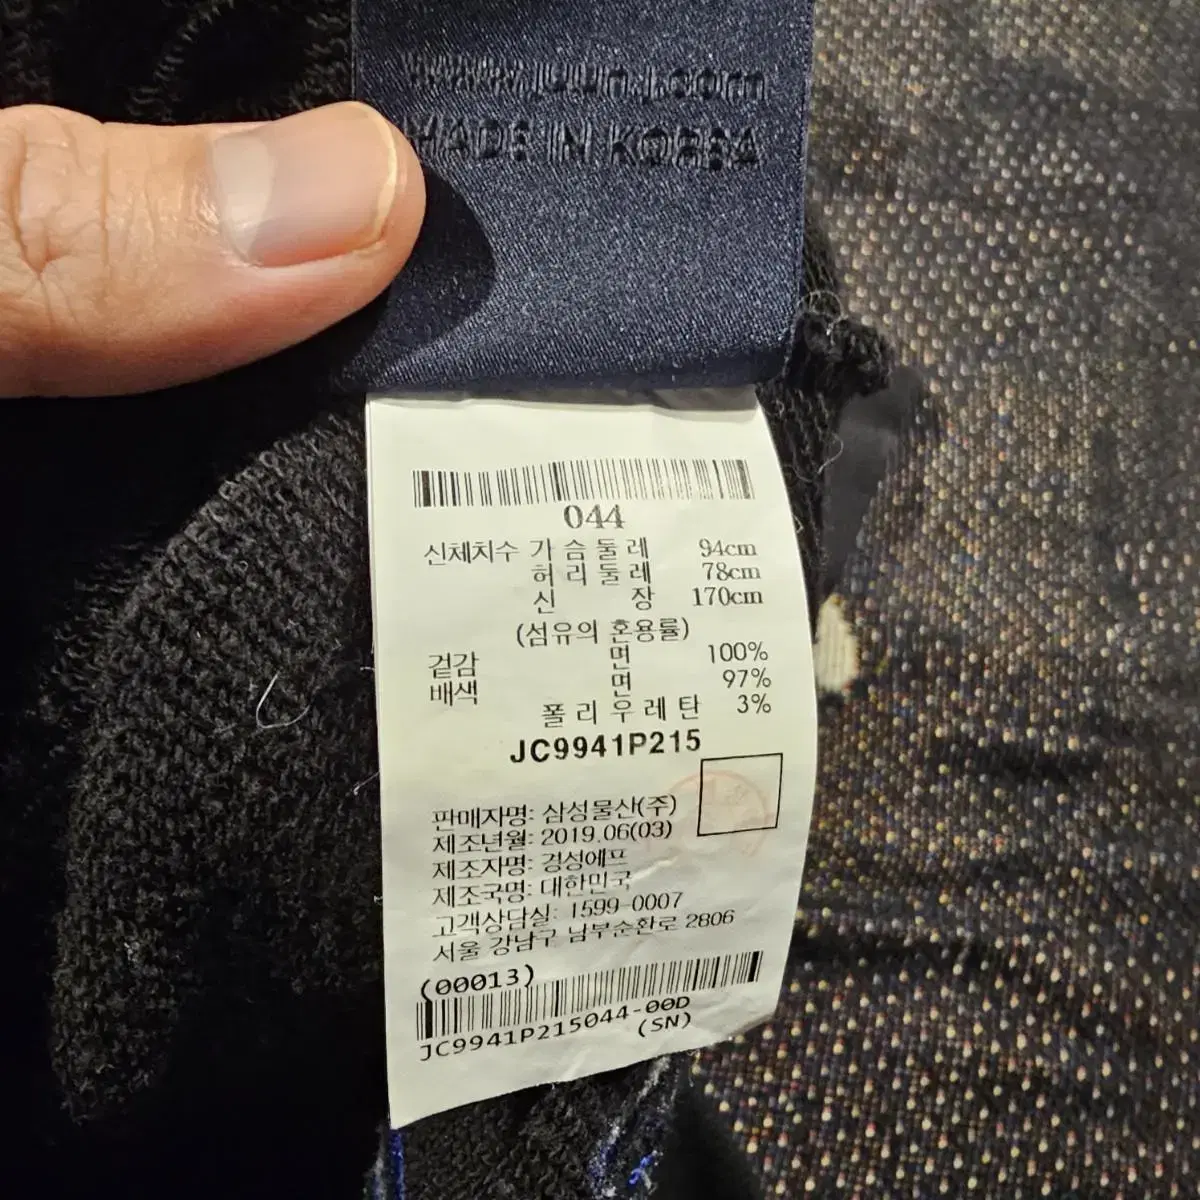 www.juunj.com
MADE IN KOREA
044
신체치수 가슴둘레 94cm
허리둘레 78cm
신장 170cm
(섬유의 혼용률)
겉감 면 100%
배색 면 97%
폴리우레탄 3%
JC9941P215
판매자명: 삼성물산(주)
제조년월: 2019.06(03)
제조자명: 경성에프
제조국명: 대한민국
고객상담실: 1599-0007
서울 강남구 남부순환로 2806
(00013)
JC9941P215044-00D
(SN)